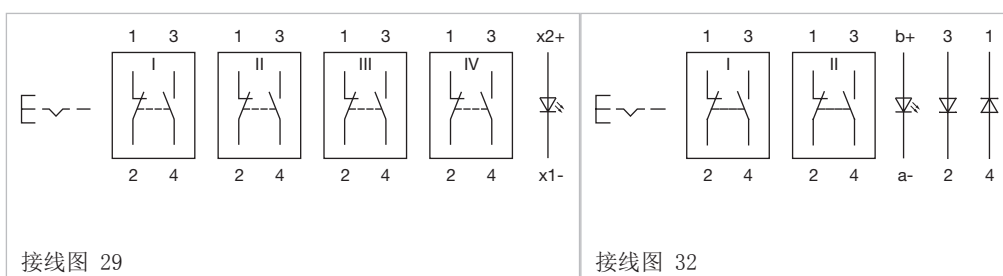 1 3 1 3 1 3 1 3 x2+
I II III IV
2 4 2 4 2 4 2 4 x1-
接线图 29
1 3 1 3 b+ 3 1
I II
2 4 2 4 a- 2 4
接线图 32